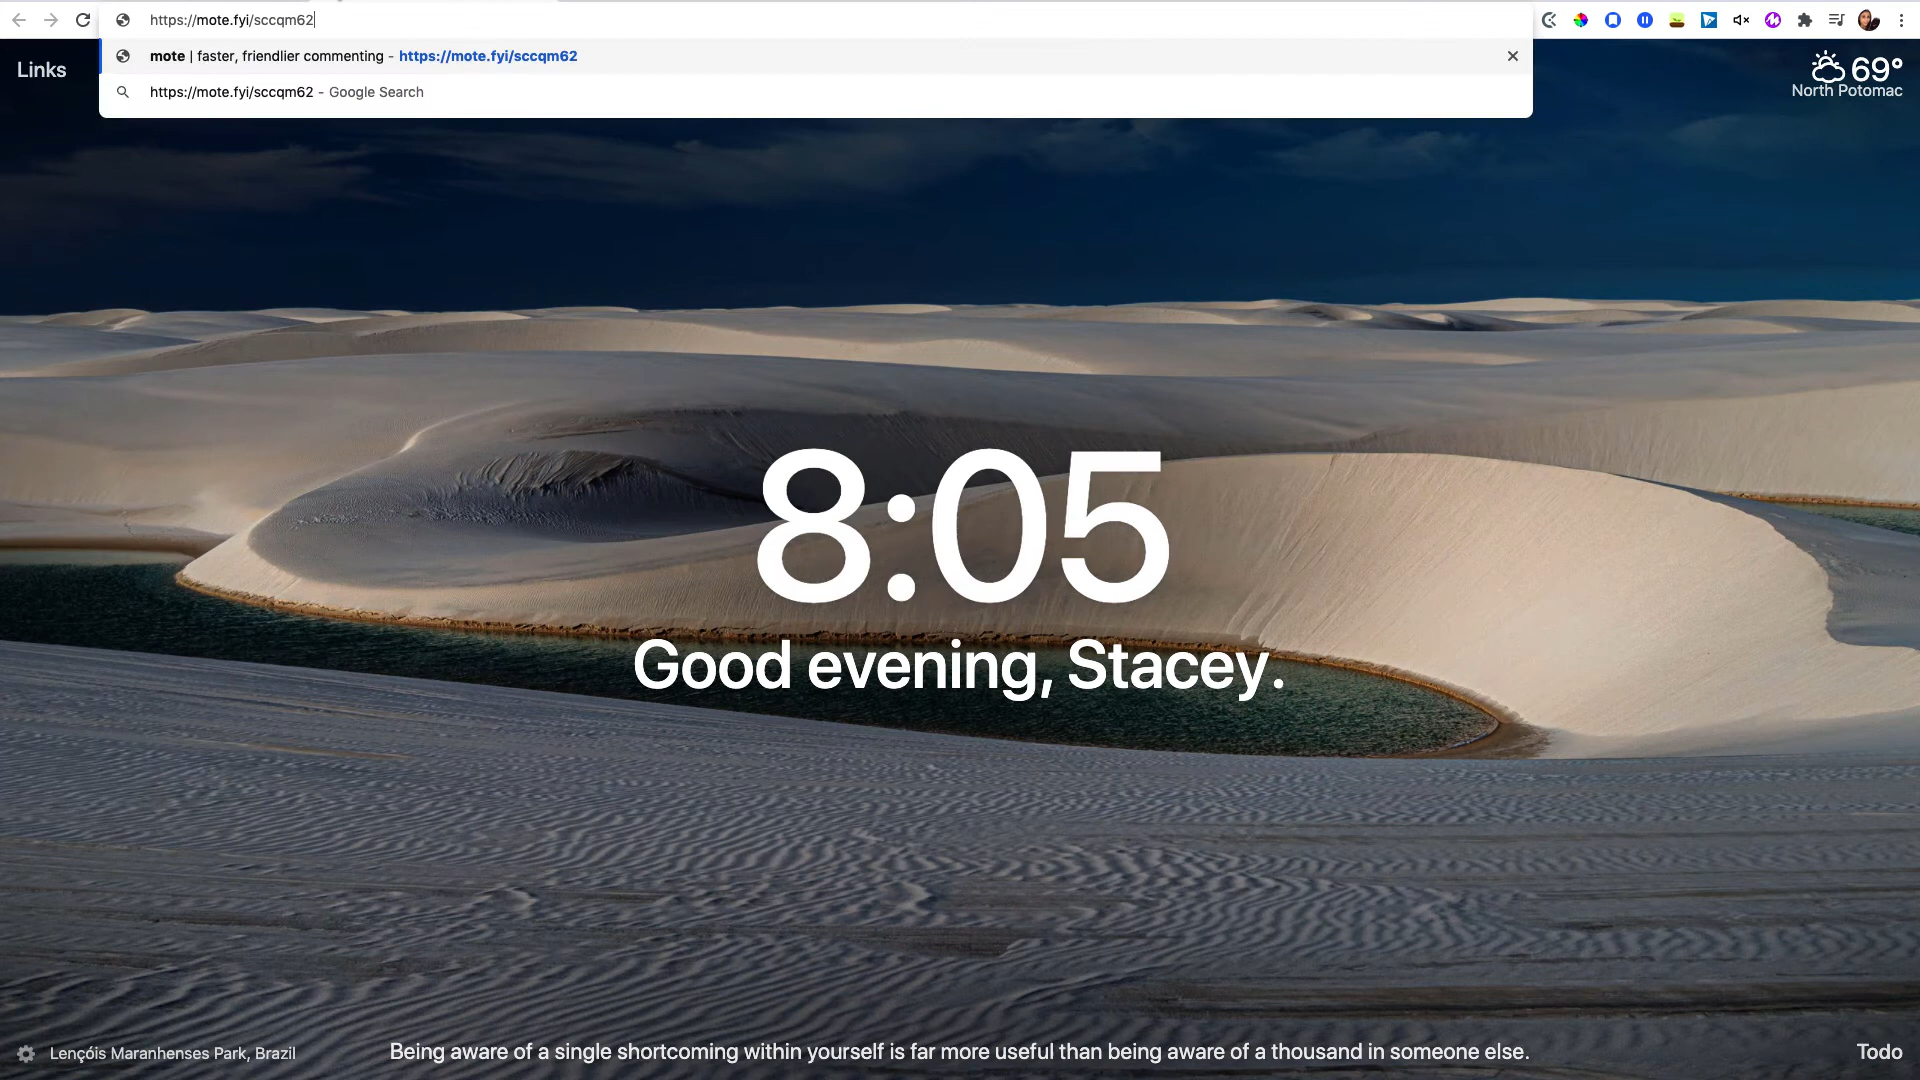 https://mote.fyi/sccqm62
mote | faster, friendlier commenting - https://mote.fyi/sccqm62
https://mote.fyi/sccqm62 - Google Search
Links
69°
North Potomac
8:05
Good evening, Stacey.
Lençóis Maranhenses Park, Brazil
Being aware of a single shortcoming within yourself is far more useful than being aware of a thousand in someone else.
Todo